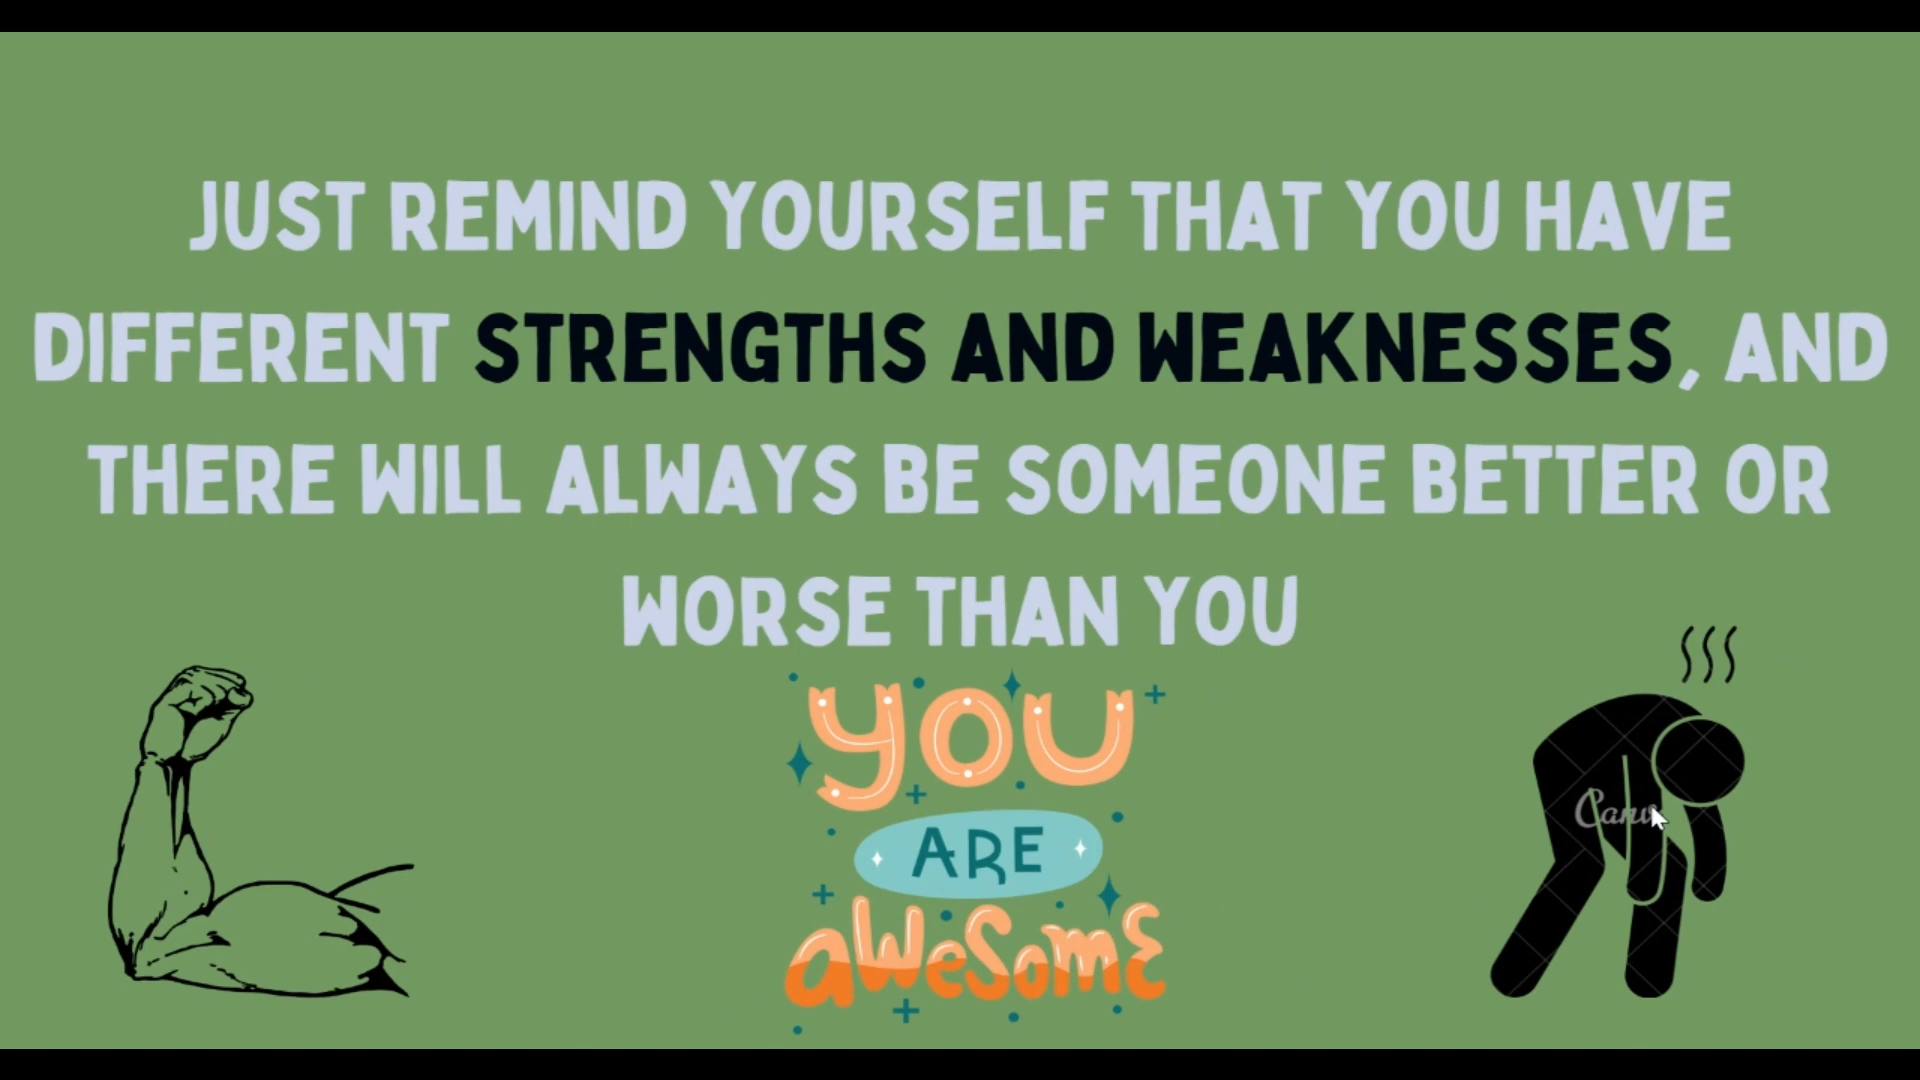 JUST REMIND YOURSELF THAT YOU HAVE
DIFFERENT STRENGTHS AND WEAKNESSES, AND
THERE WILL ALWAYS BE SOMEONE BETTER OR
WORSE THAN YOU
YOU
ARE
AWESOME